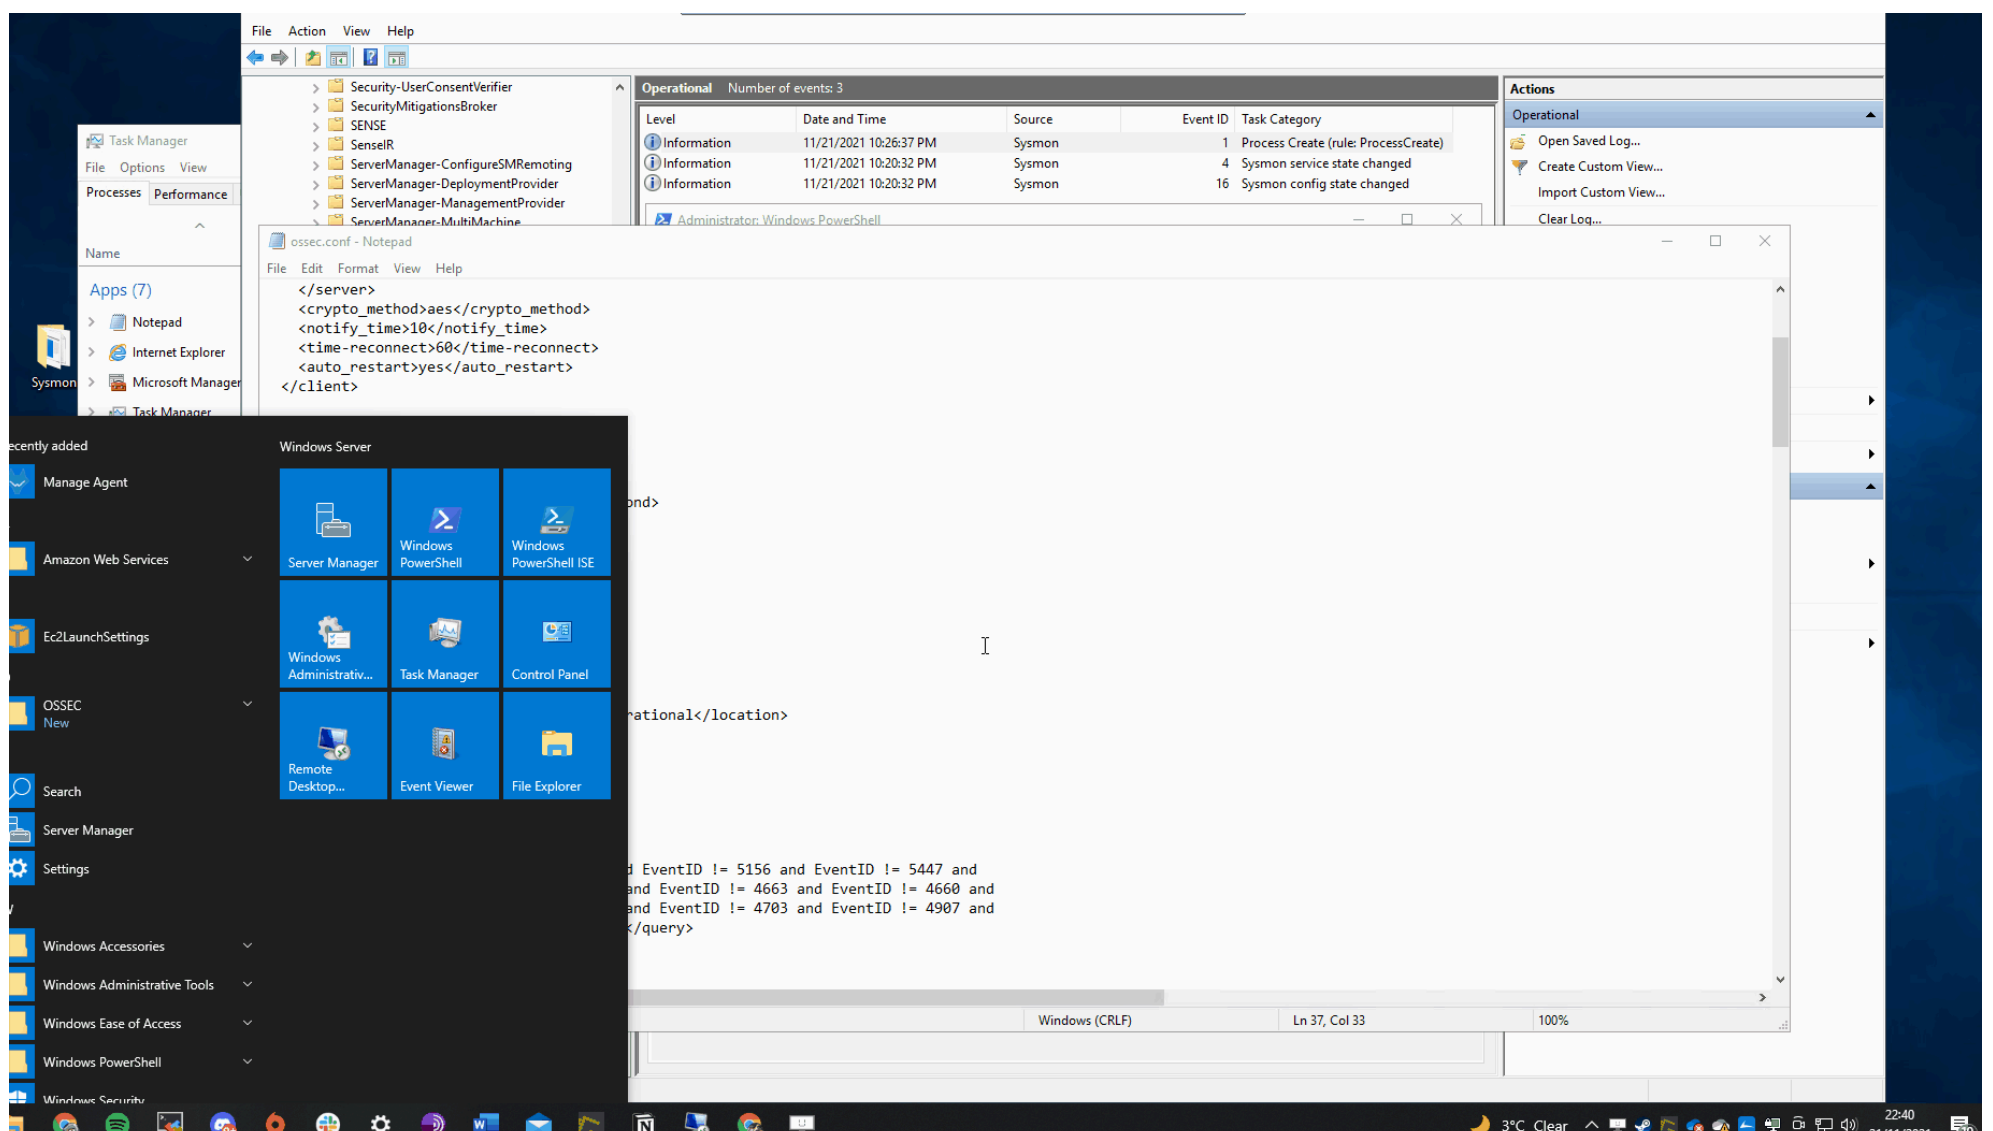 File Action View Help
Security-UserConsentVerifier
SecurityMitigationsBroker
SENSE
SenseIR
ServerManager-ConfigureSMRemoting
ServerManager-DeploymentProvider
ServerManager-ManagementProvider
ServerManager-MultiMachine
Operational Number of events: 3
Level Date and Time Source Event ID Task Category
Information 11/21/2021 10:26:37 PM Sysmon 1 Process Create (rule: ProcessCreate)
Information 11/21/2021 10:20:32 PM Sysmon 4 Sysmon service state changed
Information 11/21/2021 10:20:32 PM Sysmon 16 Sysmon config state changed
Actions
Operational
Open Saved Log...
Create Custom View...
Import Custom View...
Clear Log...
Administrator: Windows PowerShell
Task Manager
File Options View
Processes Performance
Name
Apps (7)
Notepad
Internet Explorer
Microsoft Manager
Task Manager
Sysmon
ossec.conf - Notepad
File Edit Format View Help
</server>
<crypto_method>aes</crypto_method>
<notify_time>10</notify_time>
<time-reconnect>60</time-reconnect>
<auto_restart>yes</auto_restart>
</client>
ond>
rational</location>
d EventID != 5156 and EventID != 5447 and
and EventID != 4663 and EventID != 4660 and
and EventID != 4703 and EventID != 4907 and
</query>
Windows (CRLF) Ln 37, Col 33 100%
ecently added
Manage Agent
Amazon Web Services
Ec2LaunchSettings
OSSEC
New
Search
Server Manager
Settings
Windows Accessories
Windows Administrative Tools
Windows Ease of Access
Windows PowerShell
Windows Security
Windows Server
Server Manager
Windows PowerShell
Windows PowerShell ISE
Windows Administrativ...
Task Manager
Control Panel
Remote Desktop...
Event Viewer
File Explorer
3°C Clear
22:40